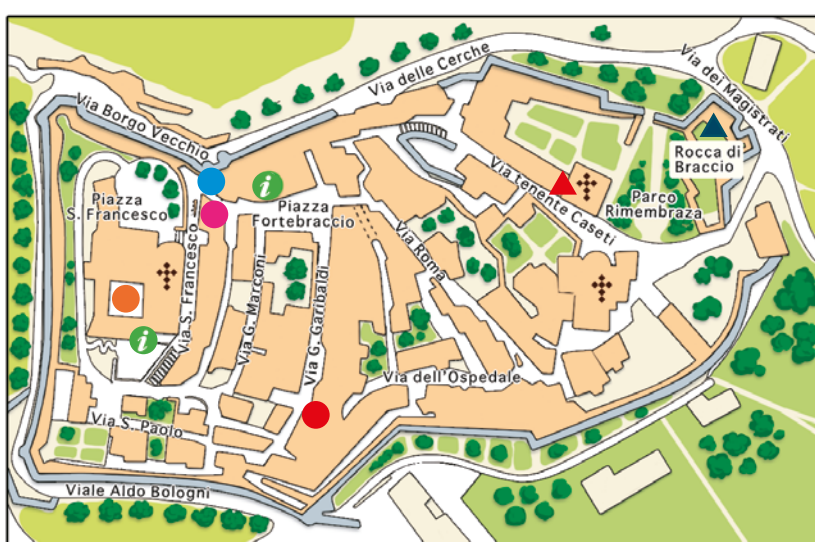 Via delle Cerche
Via dei Magistrati
Via Borgo Vecchio
Rocca di
Braccio
i
Piazza
S. Francesco
Piazza
Fortebraccio
Via tenente Caseti
Parco
Rimembraza
Via Roma
Via S. Francesco
Via G. Marconi
Via G. Garibaldi
i
Via dell'Ospedale
Via S. Paolo
Viale Aldo Bologni